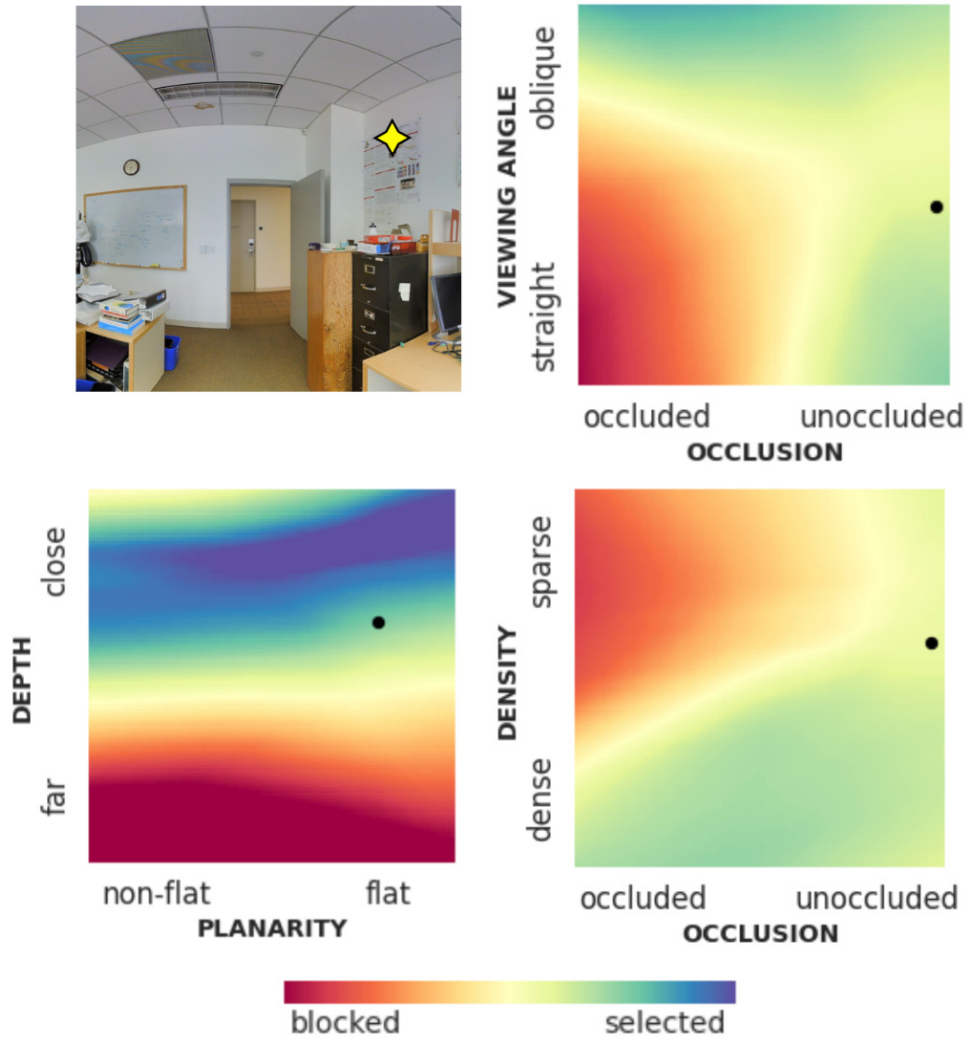 VIEWING ANGLE
oblique
straight
occluded unoccluded
OCCLUSION
DEPTH
close
far
non-flat flat
PLANARITY
DENSITY
sparse
dense
occluded unoccluded
OCCLUSION
blocked selected